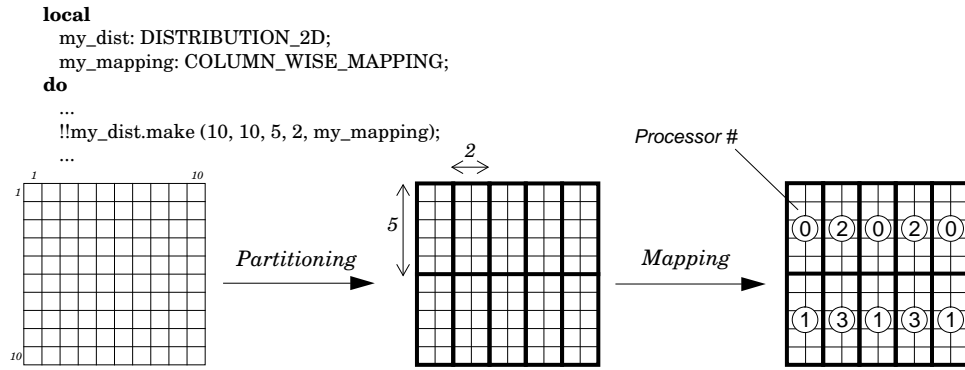 local
my_dist: DISTRIBUTION_2D;
my_mapping: COLUMN_WISE_MAPPING;
do
...
!!my_dist.make (10, 10, 5, 2, my_mapping);
...
Processor #
1 10
1
2
5
0 2 0 2 0
Partitioning
Mapping
1 3 1 3 1
10